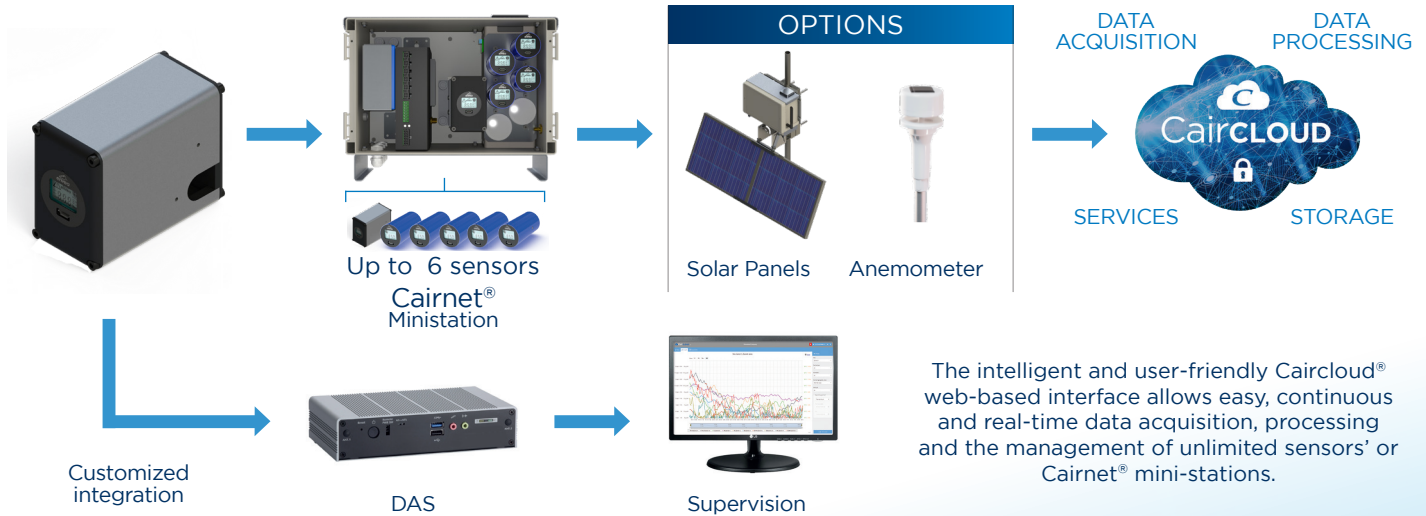 OPTIONS
DATA
ACQUISITION
DATA
PROCESSING
C
CairCLOUD
SERVICES
STORAGE
Solar Panels
Anemometer
Up to 6 sensors
Cairnet®
Ministation
Customized
integration
DAS
Supervision
The intelligent and user-friendly Caircloud®
web-based interface allows easy, continuous
and real-time data acquisition, processing
and the management of unlimited sensors’ or
Cairnet® mini-stations.